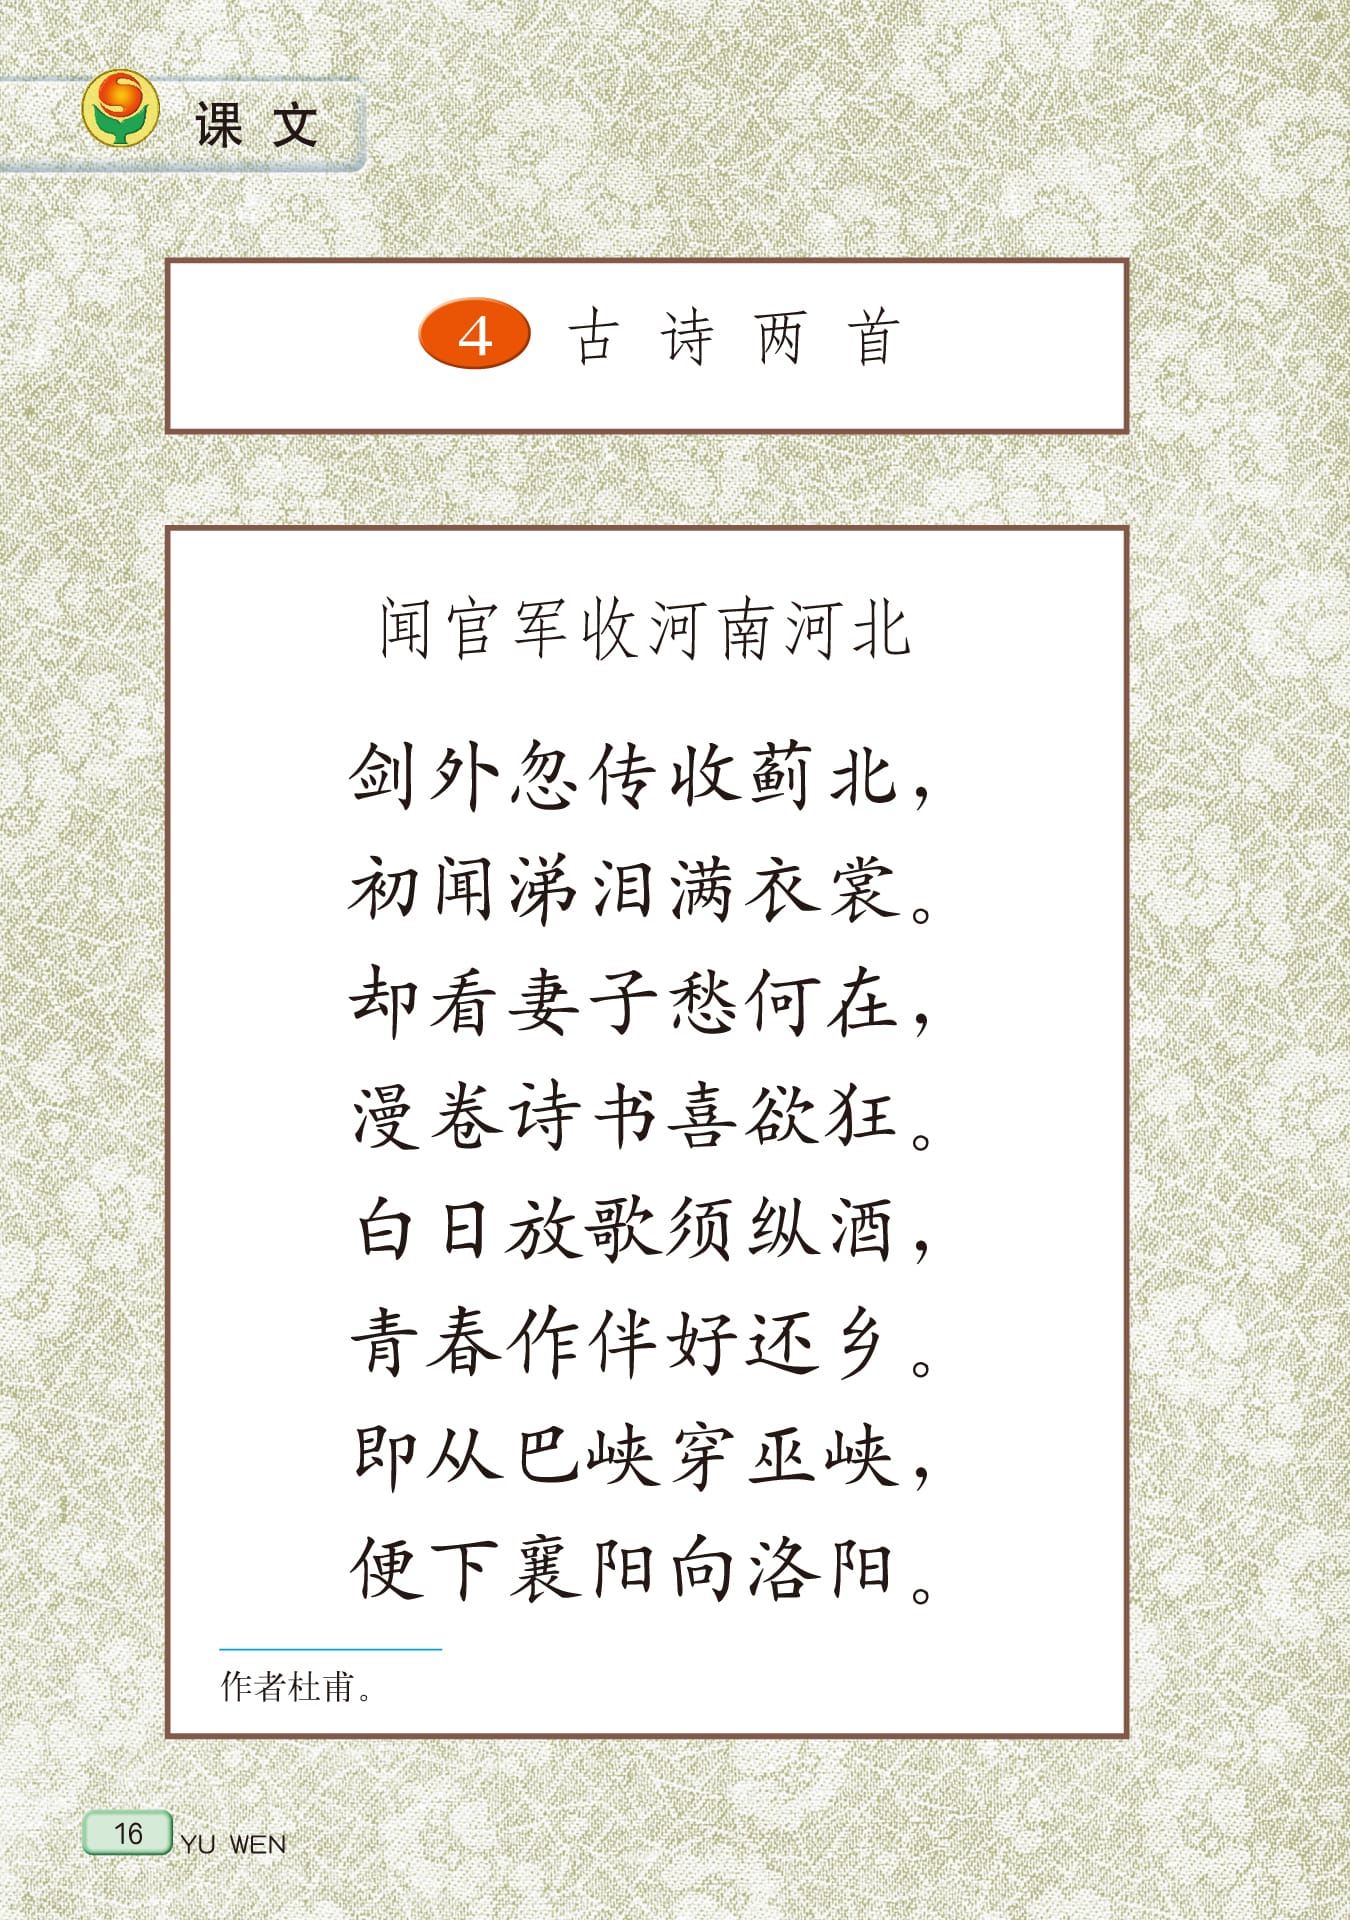 课文
4 古诗两首
闻官军收河南河北
剑外忽传收蓟北，
初闻涕泪满衣裳。
却看妻子愁何在，
漫卷诗书喜欲狂。
白日放歌须纵酒，
青春作伴好还乡。
即从巴峡穿巫峡，
便下襄阳向洛阳。
作者杜甫。
16 YU WEN